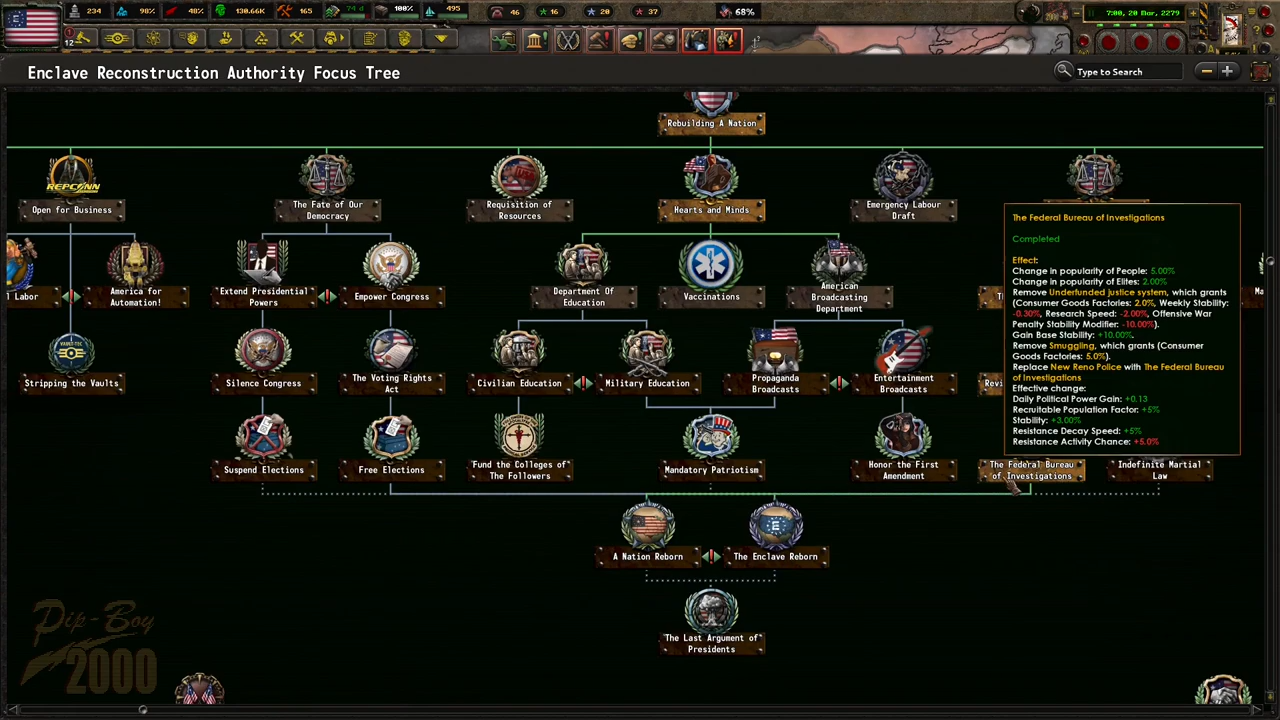 234 98% 48% 130.66K 165 74 d 100% 495 46 16 28 37 68% 7:00, 20 Mar, 2279
12
Enclave Reconstruction Authority Focus Tree
Type to Search
Rebuilding A Nation
REPCONN
Open for Business
The Fate of Our
Democracy
Requisition of
Resources
Hearts and Minds
Emergency Labour
Draft
l Labor
America for
Automation!
Extend Presidential
Powers
Empower Congress
Department Of
Education
Vaccinations
American
Broadcasting
Department
Stripping the Vaults
Silence Congress
The Voting Rights
Act
Civilian Education
Military Education
Propaganda
Broadcasts
Entertainment
Broadcasts
Revi
Suspend Elections
Free Elections
Fund the Colleges of
The Followers
Mandatory Patriotism
Honor the First
Amendment
The Federal Bureau
of Investigations
Indefinite Martial
Law
A Nation Reborn
The Enclave Reborn
The Last Argument of
Presidents
The Federal Bureau of Investigations
Completed
Effect:
Change in popularity of People: 5.00%
Change in popularity of Elites: 2.00%
Remove Underfunded justice system, which grants
(Consumer Goods Factories: 2.0%, Weekly Stability:
-0.30%, Research Speed: -2.00%, Offensive War
Penalty Stability Modifier: -10.00%).
Gain Base Stability: +10.00%.
Remove Smuggling, which grants (Consumer
Goods Factories: 5.0%).
Replace New Reno Police with The Federal Bureau
of Investigations
Effective change:
Daily Political Power Gain: +0.13
Recruitable Population Factor: +5%
Stability: +3.00%
Resistance Decay Speed: +5%
Resistance Activity Chance: +5.0%
Pip-Boy
2000